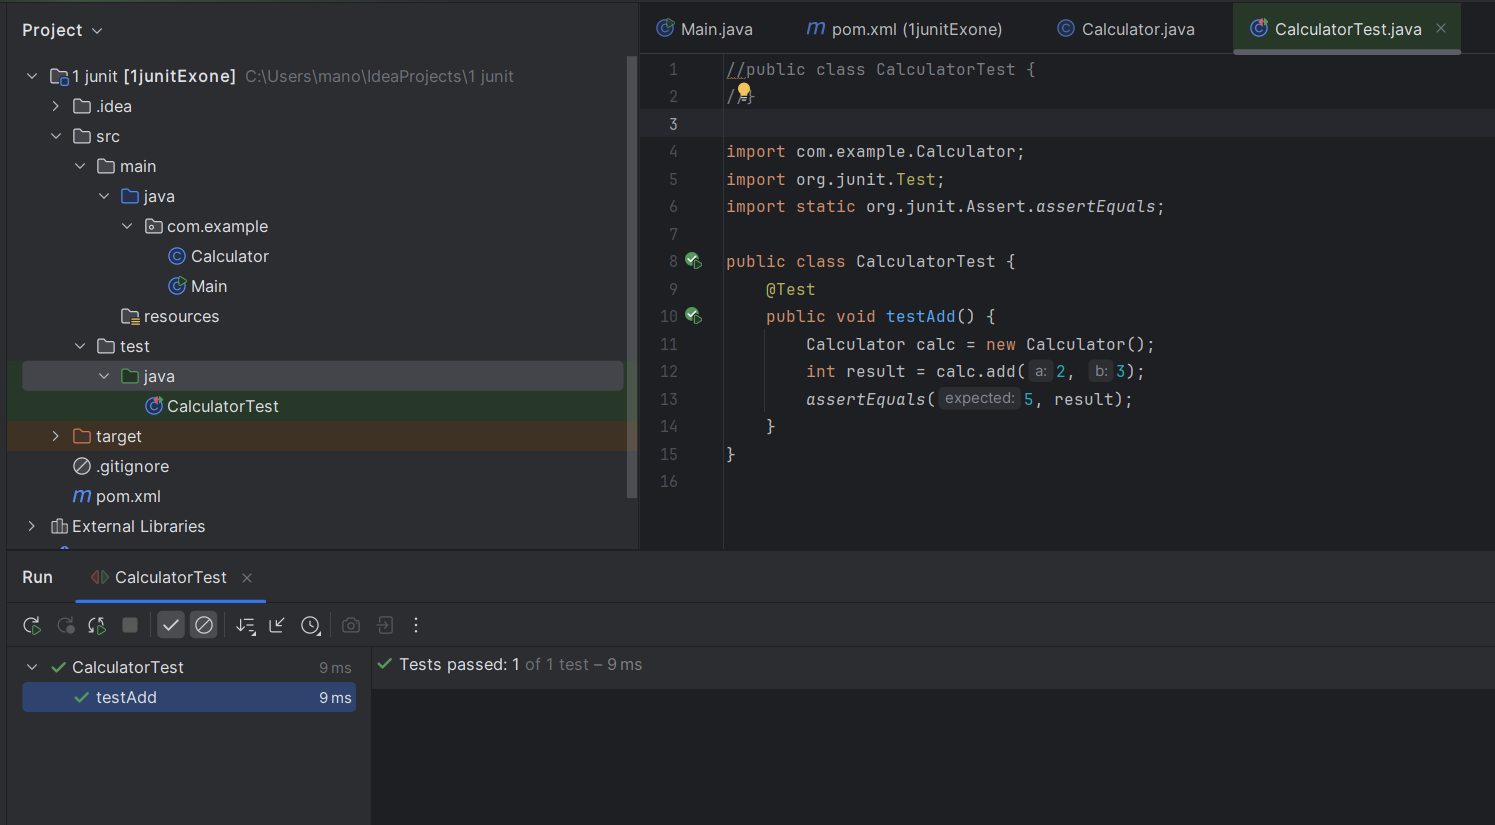 Project
1 junit [1junitExone] C:\Users\mano\IdeaProjects\1 junit
.idea
src
main
java
com.example
Calculator
Main
resources
test
java
CalculatorTest
target
.gitignore
pom.xml
External Libraries
Main.java
pom.xml (1junitExone)
Calculator.java
CalculatorTest.java
1 //public class CalculatorTest {
2 //}
3
4 import com.example.Calculator;
5 import org.junit.Test;
6 import static org.junit.Assert.assertEquals;
7
8 public class CalculatorTest {
9 @Test
10 public void testAdd() {
11 Calculator calc = new Calculator();
12 int result = calc.add( a: 2, b: 3);
13 assertEquals( expected: 5, result);
14 }
15 }
16
Run CalculatorTest
CalculatorTest 9 ms
testAdd 9 ms
Tests passed: 1 of 1 test – 9 ms